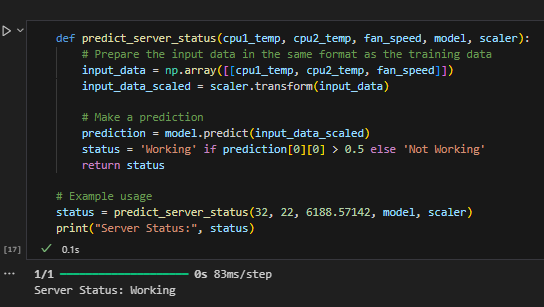 def predict_server_status(cpu1_temp, cpu2_temp, fan_speed, model, scaler):
    # Prepare the input data in the same format as the training data
    input_data = np.array([[cpu1_temp, cpu2_temp, fan_speed]])
    input_data_scaled = scaler.transform(input_data)

    # Make a prediction
    prediction = model.predict(input_data_scaled)
    status = 'Working' if prediction[0][0] > 0.5 else 'Not Working'
    return status

# Example usage
status = predict_server_status(32, 22, 6188.57142, model, scaler)
print("Server Status:", status)
[17] ✓ 0.1s
... 1/1 ━━━━━━━━━━━━━━━━━━━━ 0s 83ms/step
Server Status: Working